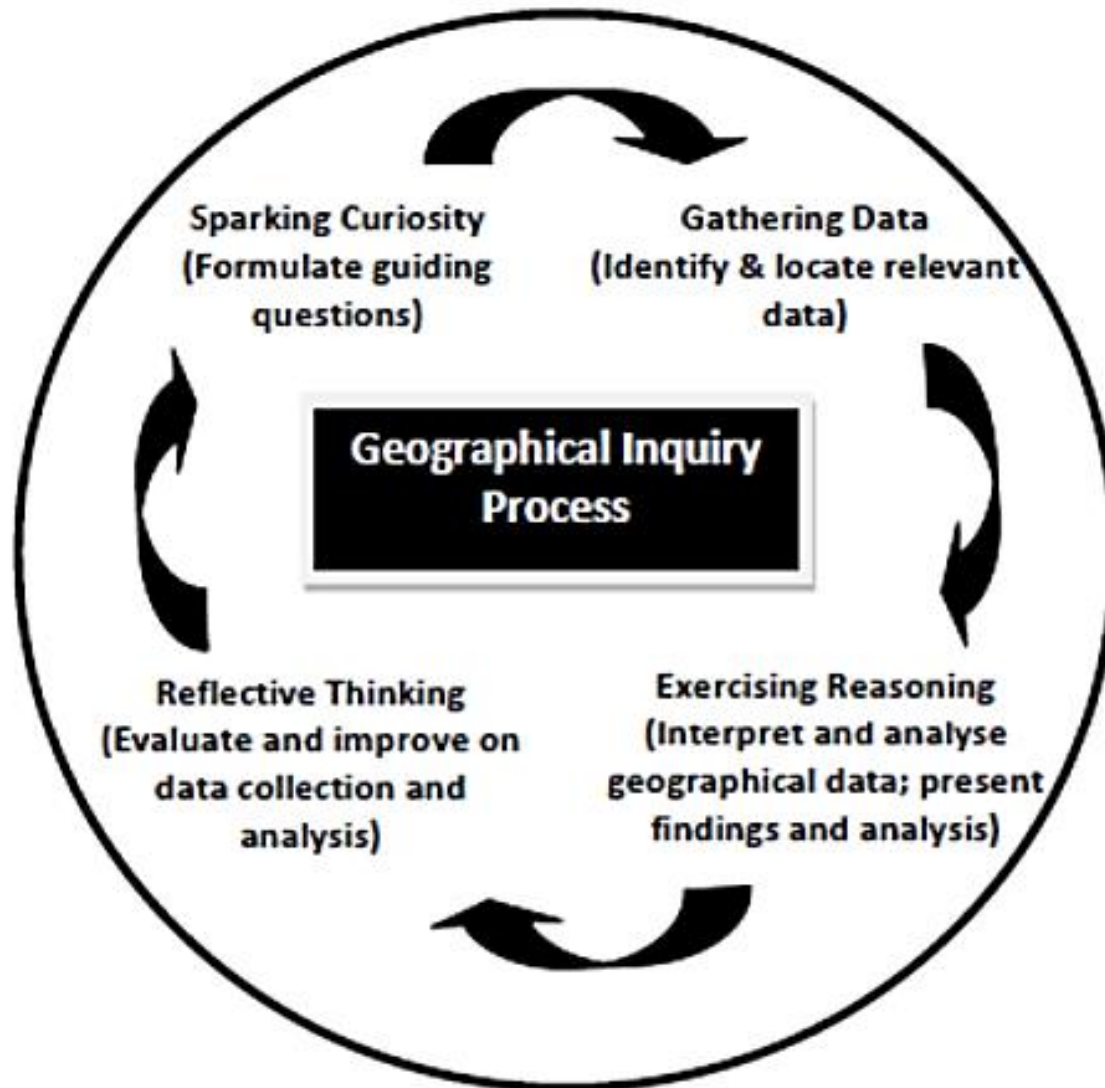 Sparking Curiosity
(Formulate guiding
questions)
Gathering Data
(Identify & locate relevant
data)
Geographical Inquiry
Process
Reflective Thinking
(Evaluate and improve on
data collection and
analysis)
Exercising Reasoning
(Interpret and analyse
geographical data; present
findings and analysis)